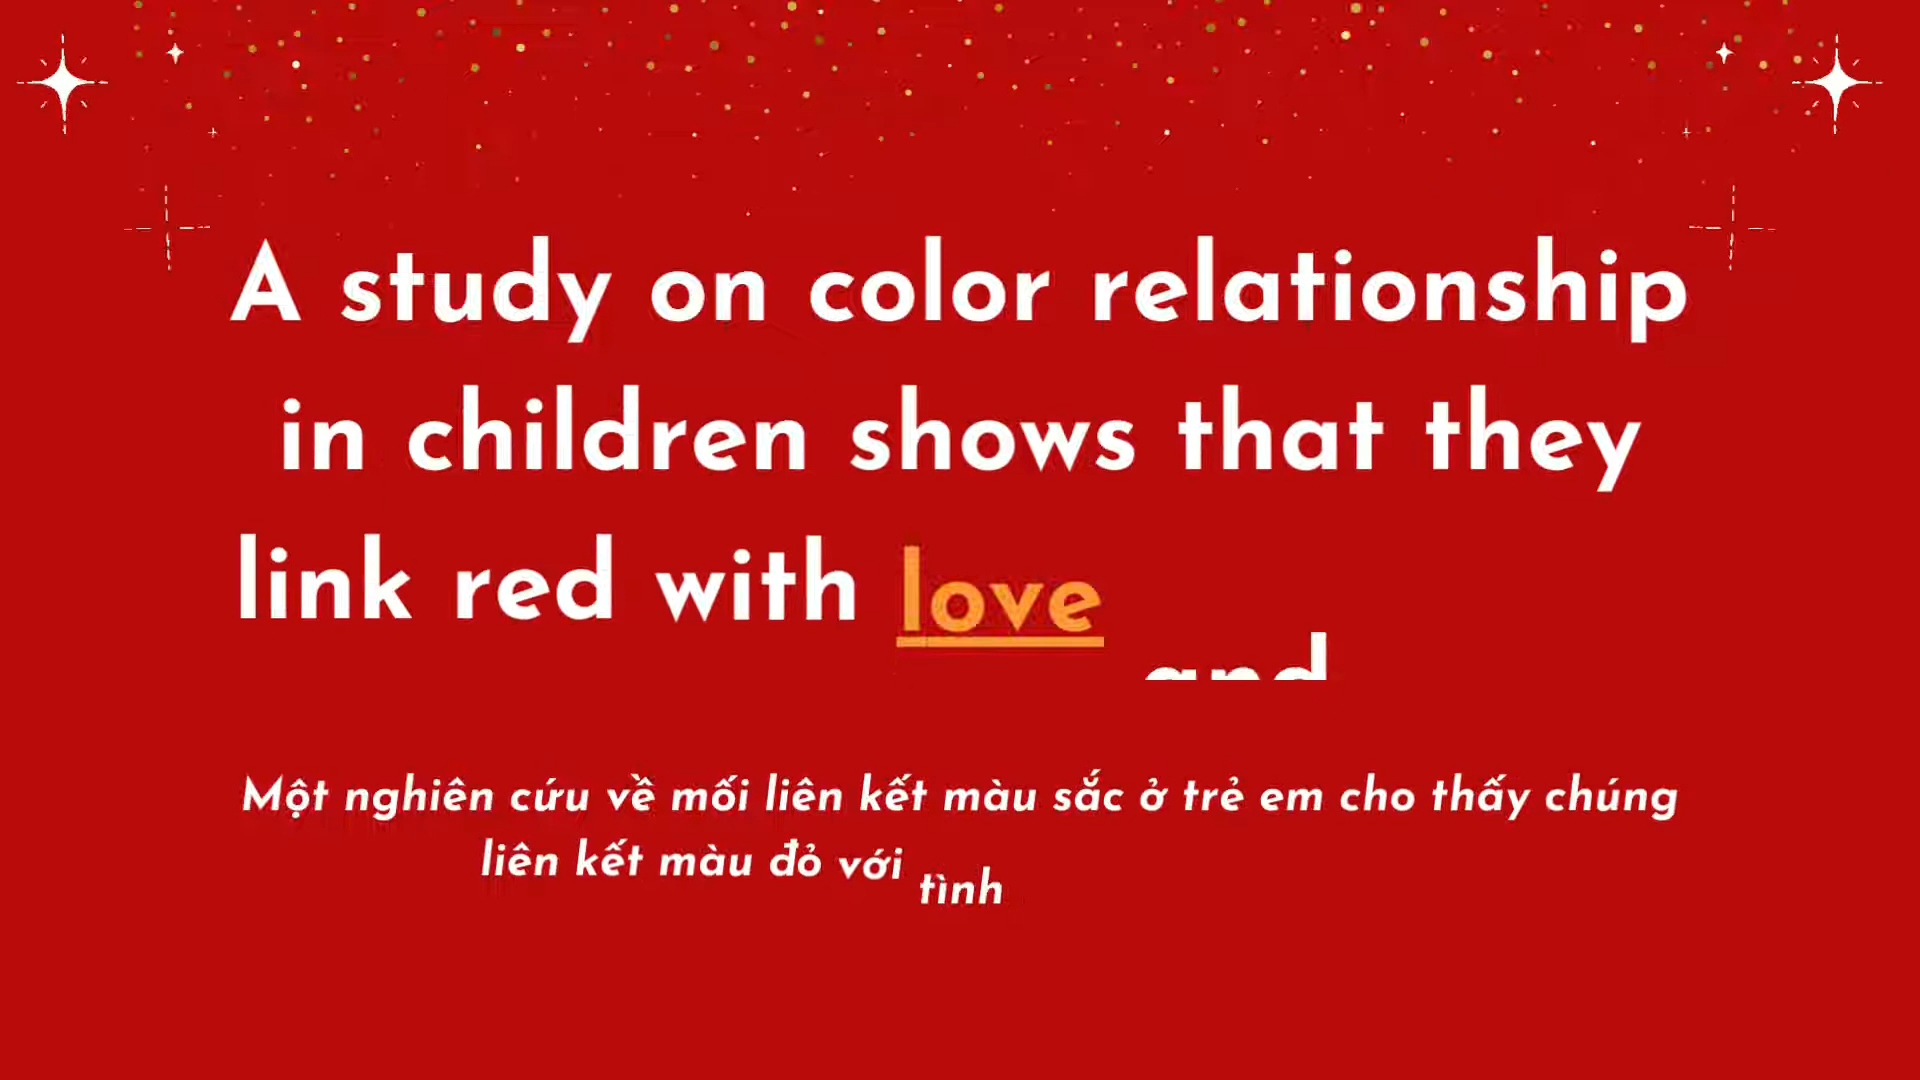 A study on color relationship
in children shows that they
link red with love and
Một nghiên cứu về mối liên kết màu sắc ở trẻ em cho thấy chúng
liên kết màu đỏ với tình